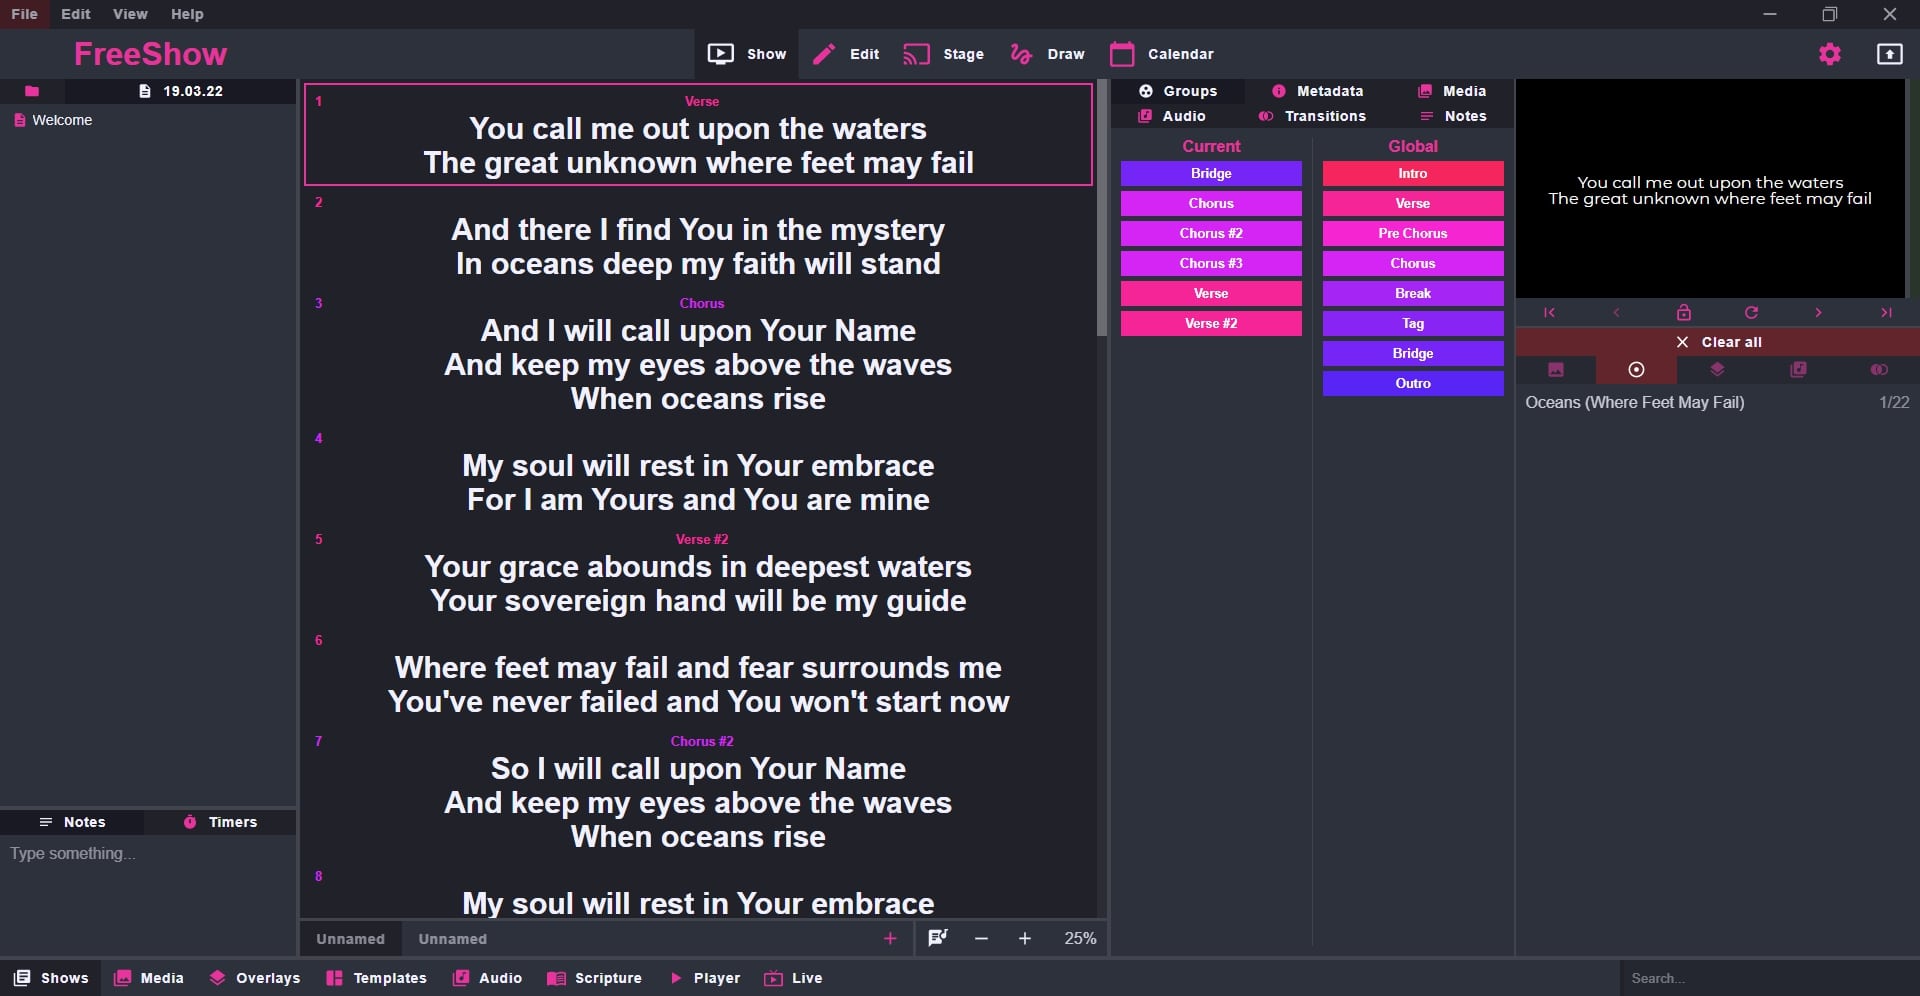 File Edit View Help
FreeShow
Show Edit Stage Draw Calendar
19.03.22
Welcome
1 Verse
You call me out upon the waters
The great unknown where feet may fail
2
And there I find You in the mystery
In oceans deep my faith will stand
3 Chorus
And I will call upon Your Name
And keep my eyes above the waves
When oceans rise
4
My soul will rest in Your embrace
For I am Yours and You are mine
5 Verse #2
Your grace abounds in deepest waters
Your sovereign hand will be my guide
6
Where feet may fail and fear surrounds me
You've never failed and You won't start now
7 Chorus #2
So I will call upon Your Name
And keep my eyes above the waves
When oceans rise
8
My soul will rest in Your embrace
Unnamed Unnamed
25%
Groups Metadata Media
Audio Transitions Notes
Current
Bridge
Chorus
Chorus #2
Chorus #3
Verse
Verse #2
Global
Intro
Verse
Pre Chorus
Chorus
Break
Tag
Bridge
Outro
You call me out upon the waters
The great unknown where feet may fail
Clear all
Oceans (Where Feet May Fail) 1/22
Notes Timers
Type something...
Shows Media Overlays Templates Audio Scripture Player Live
Search...